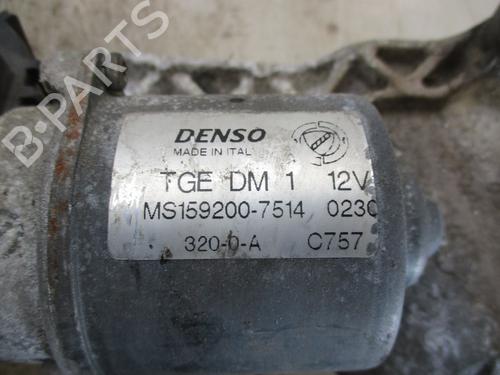 B-PARTS
DENSO
MADE IN ITAL
TGE DM 1 12V
MS159200-7514 0230
320-0-A C757